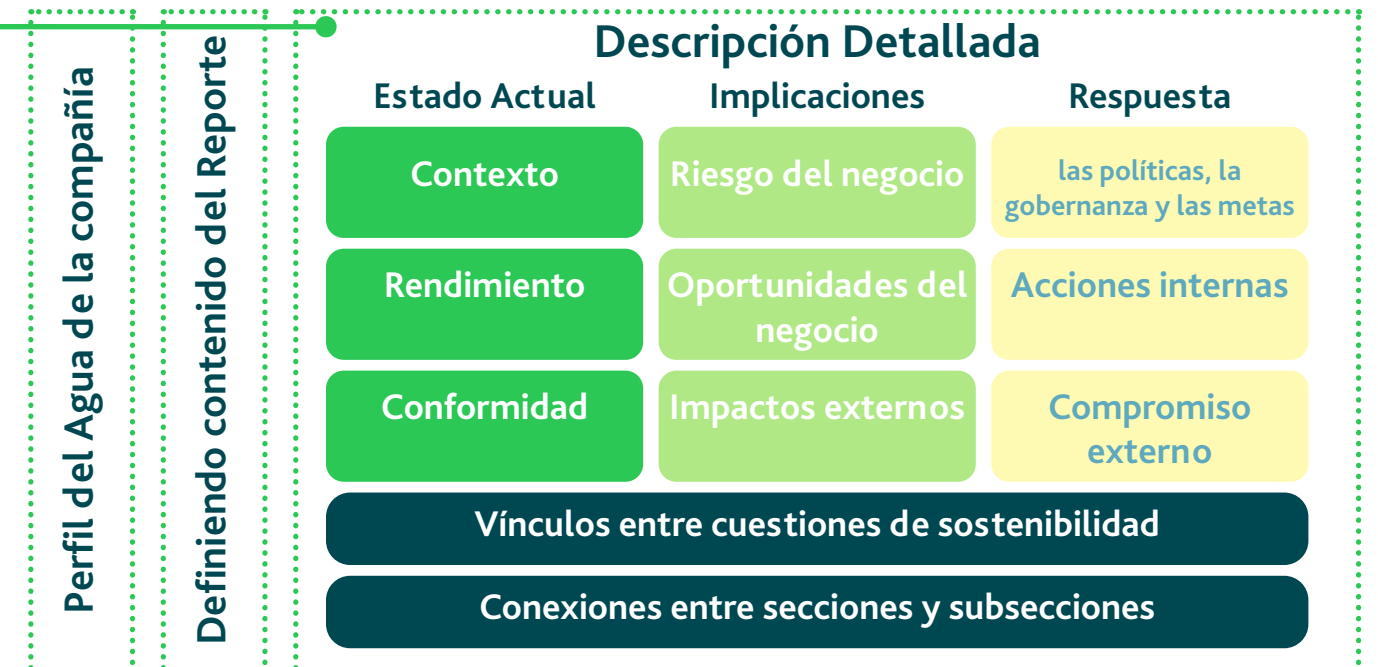 Perfil del Agua de la compañía
Definiendo contenido del Reporte
Descripción Detallada
Estado Actual
Implicaciones
Respuesta
Contexto
Riesgo del negocio
las políticas, la
gobernanza y las metas
Rendimiento
Oportunidades del
negocio
Acciones internas
Conformidad
Impactos externos
Compromiso
externo
Vínculos entre cuestiones de sostenibilidad
Conexiones entre secciones y subsecciones